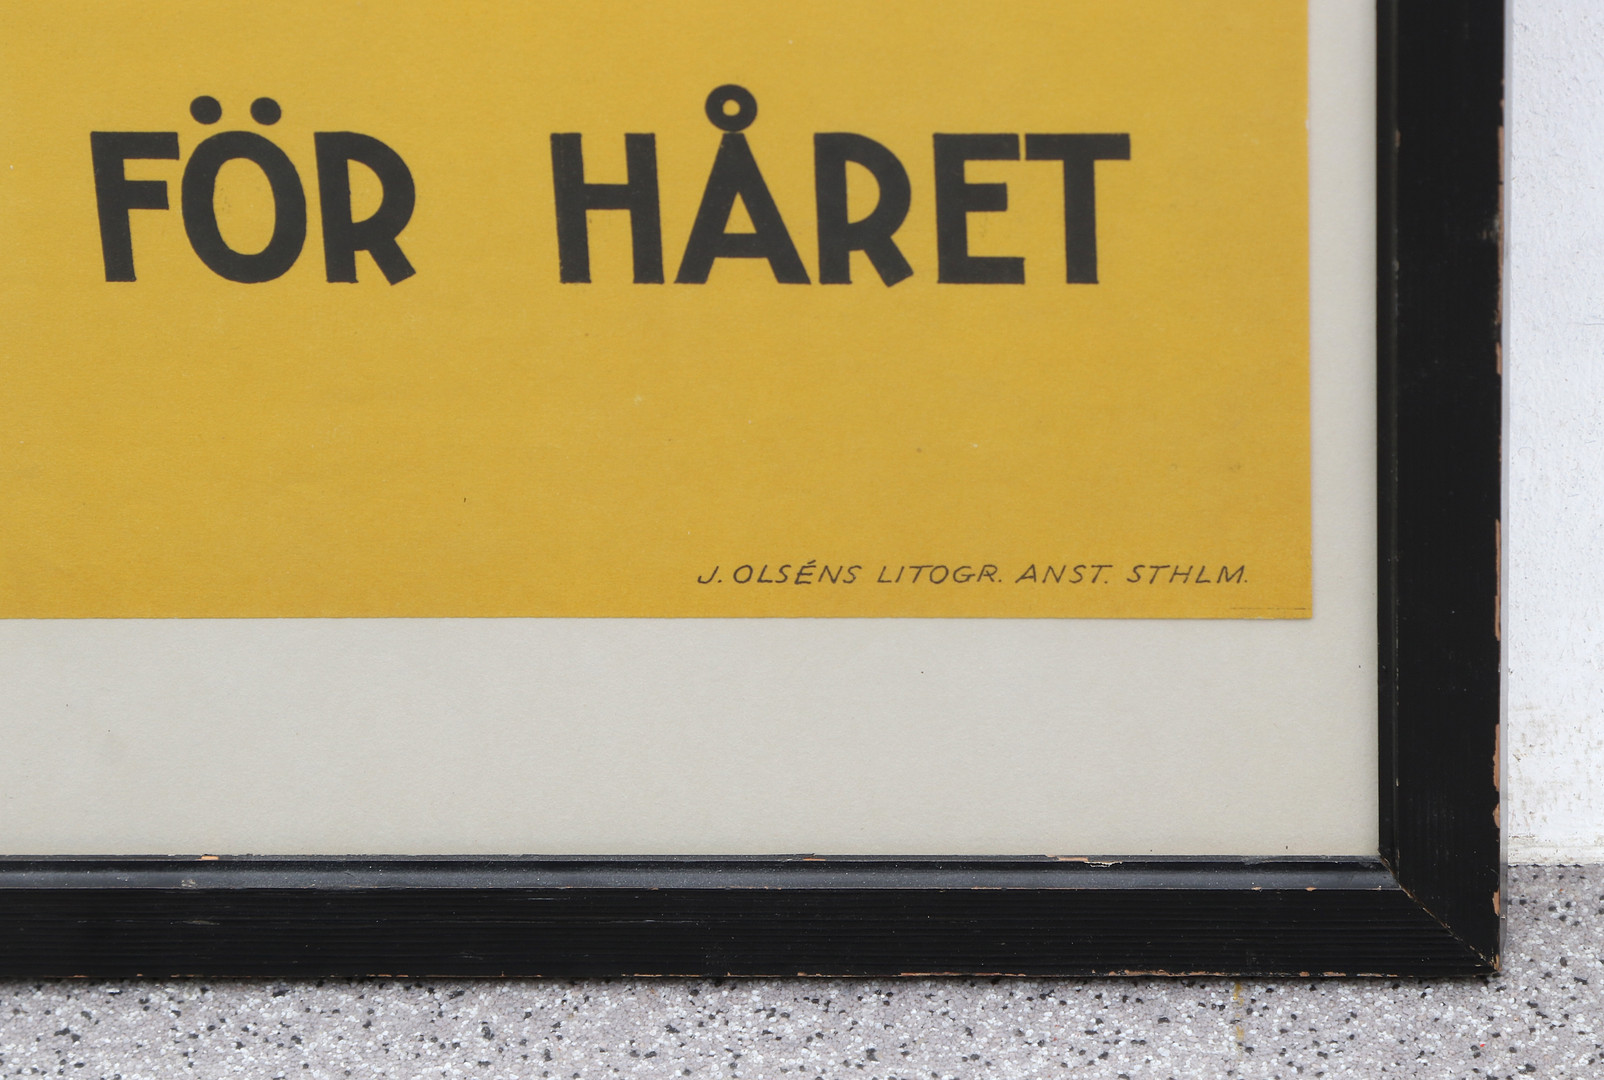 FÖR HÅRET
J. OLSÉNS LITOGR. ANST. STHLM.